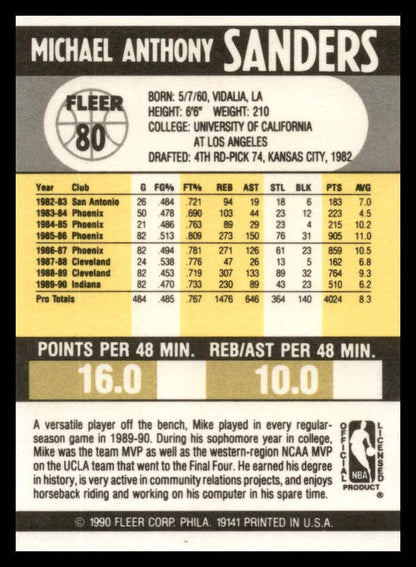 MICHAEL ANTHONY SANDERS
FLEER
80
BORN: 5/7/60, VIDALIA, LA
HEIGHT: 6'6" WEIGHT: 210
COLLEGE: UNIVERSITY OF CALIFORNIA
AT LOS ANGELES
DRAFTED: 4TH RD-PICK 74, KANSAS CITY, 1982
Year Club G FG% FT% REB AST STL BLK PTS AVG
1982-83 San Antonio 26 .484 .721 94 19 18 6 183 7.0
1983-84 Phoenix 50 .478 .690 103 44 23 12 223 4.5
1984-85 Phoenix 21 .486 .763 89 29 23 4 215 10.2
1985-86 Phoenix 82 .513 .809 273 150 76 31 905 11.0
1986-87 Phoenix 82 .494 .781 271 126 61 23 859 10.5
1987-88 Cleveland 24 .538 .776 47 26 13 5 162 6.8
1988-89 Cleveland 82 .453 .719 307 133 89 32 764 9.3
1989-90 Indiana 82 .470 .733 230 89 43 23 510 6.2
Pro Totals 484 .485 .767 1476 646 364 140 4024 8.3
POINTS PER 48 MIN. REB/AST PER 48 MIN.
16.0 10.0
A versatile player off the bench, Mike played in every regular-
season game in 1989-90. During his sophomore year in college,
Mike was the team MVP as well as the western-region NCAA MVP
on the UCLA team that went to the Final Four. He earned his degree
in history, is very active in community relations projects, and enjoys
horseback riding and working on his computer in his spare time.
OFFICIAL
LICENSED
NBA
PRODUCT ®
© 1990 FLEER CORP. PHILA. 19141 PRINTED IN U.S.A.